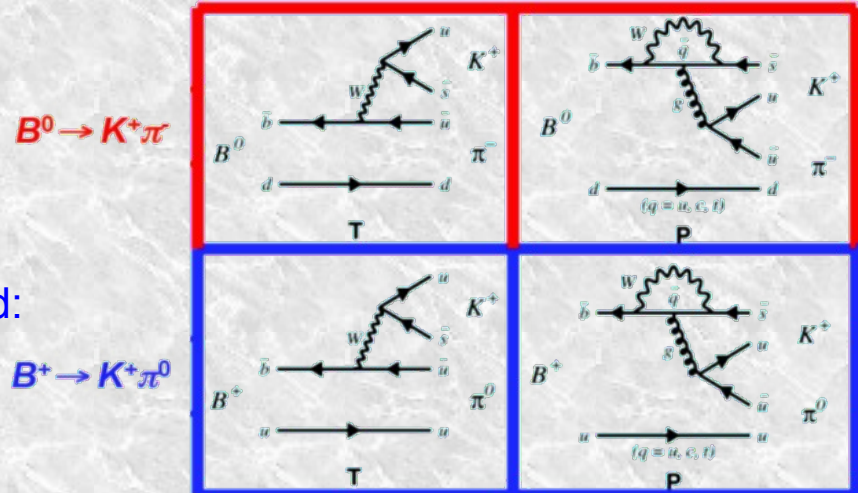 B⁰ → K⁺π⁻
u
K⁺
W
s̄
b̄
ū
B⁰
π⁻
d
d
T
W
b̄
q̄
s̄
u
K⁺
g
B⁰
ū
π⁻
d
d
(q = u, c, t)
P
d:
B⁺ → K⁺π⁰
u
K⁺
W
s̄
b̄
ū
B⁺
π⁰
u
u
T
W
b̄
q̄
s̄
u
K⁺
g
B⁺
ū
π⁰
u
u
(q = u, c, t)
P